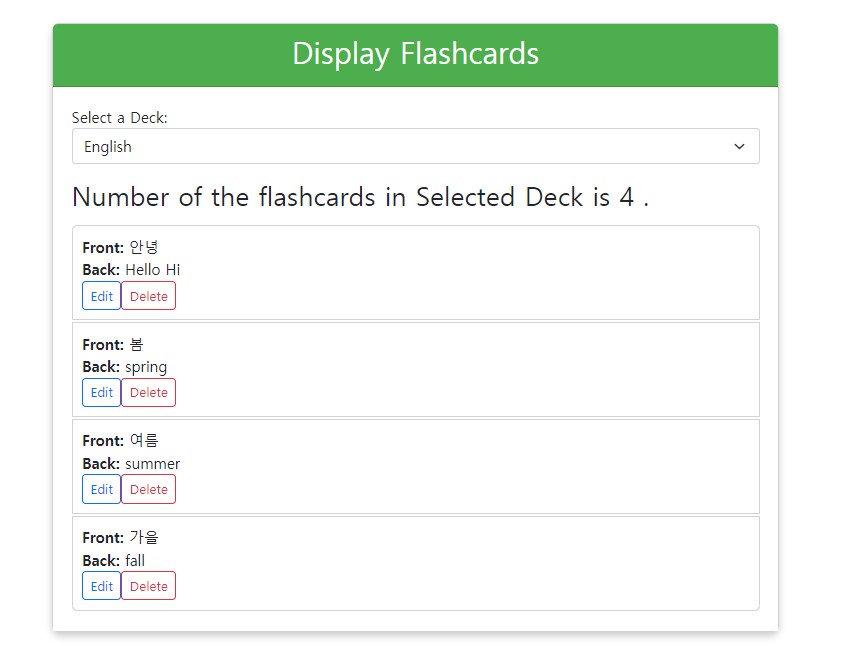 Display Flashcards
Select a Deck:
English
Number of the flashcards in Selected Deck is 4 .
Front: 안녕
Back: Hello Hi
Edit Delete
Front: 봄
Back: spring
Edit Delete
Front: 여름
Back: summer
Edit Delete
Front: 가을
Back: fall
Edit Delete